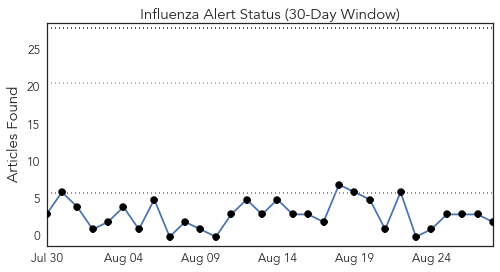 Influenza Alert Status (30-Day Window)
Articles Found
25
20
15
10
5
0
Jul 30 Aug 04 Aug 09 Aug 14 Aug 19 Aug 24